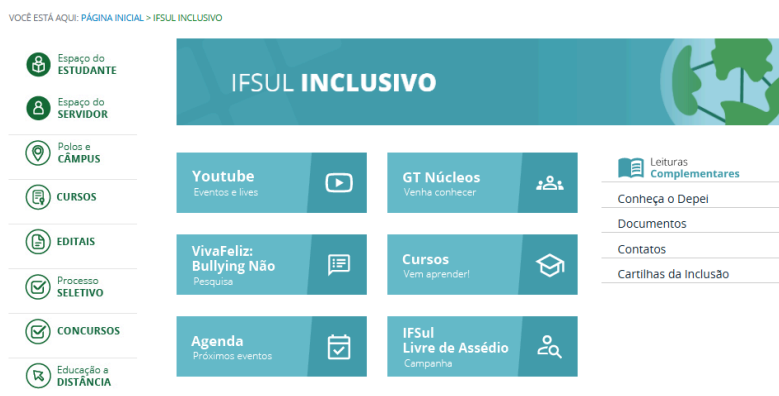 VOCÊ ESTÁ AQUI: PÁGINA INICIAL > IFSUL INCLUSIVO
Espaço do
ESTUDANTE
Espaço do
SERVIDOR
Polos e
CÂMPUS
CURSOS
EDITAIS
Processo
SELETIVO
CONCURSOS
Educação a
DISTÂNCIA
IFSUL INCLUSIVO
Youtube
Eventos e lives
GT Núcleos
Venha conhecer
VivaFeliz:
Bullying Não
Pesquisa
Cursos
Vem aprender!
Agenda
Próximos eventos
IFSul
Livre de Assédio
Campanha
Leituras
Complementares
Conheça o Depei
Documentos
Contatos
Cartilhas da Inclusão